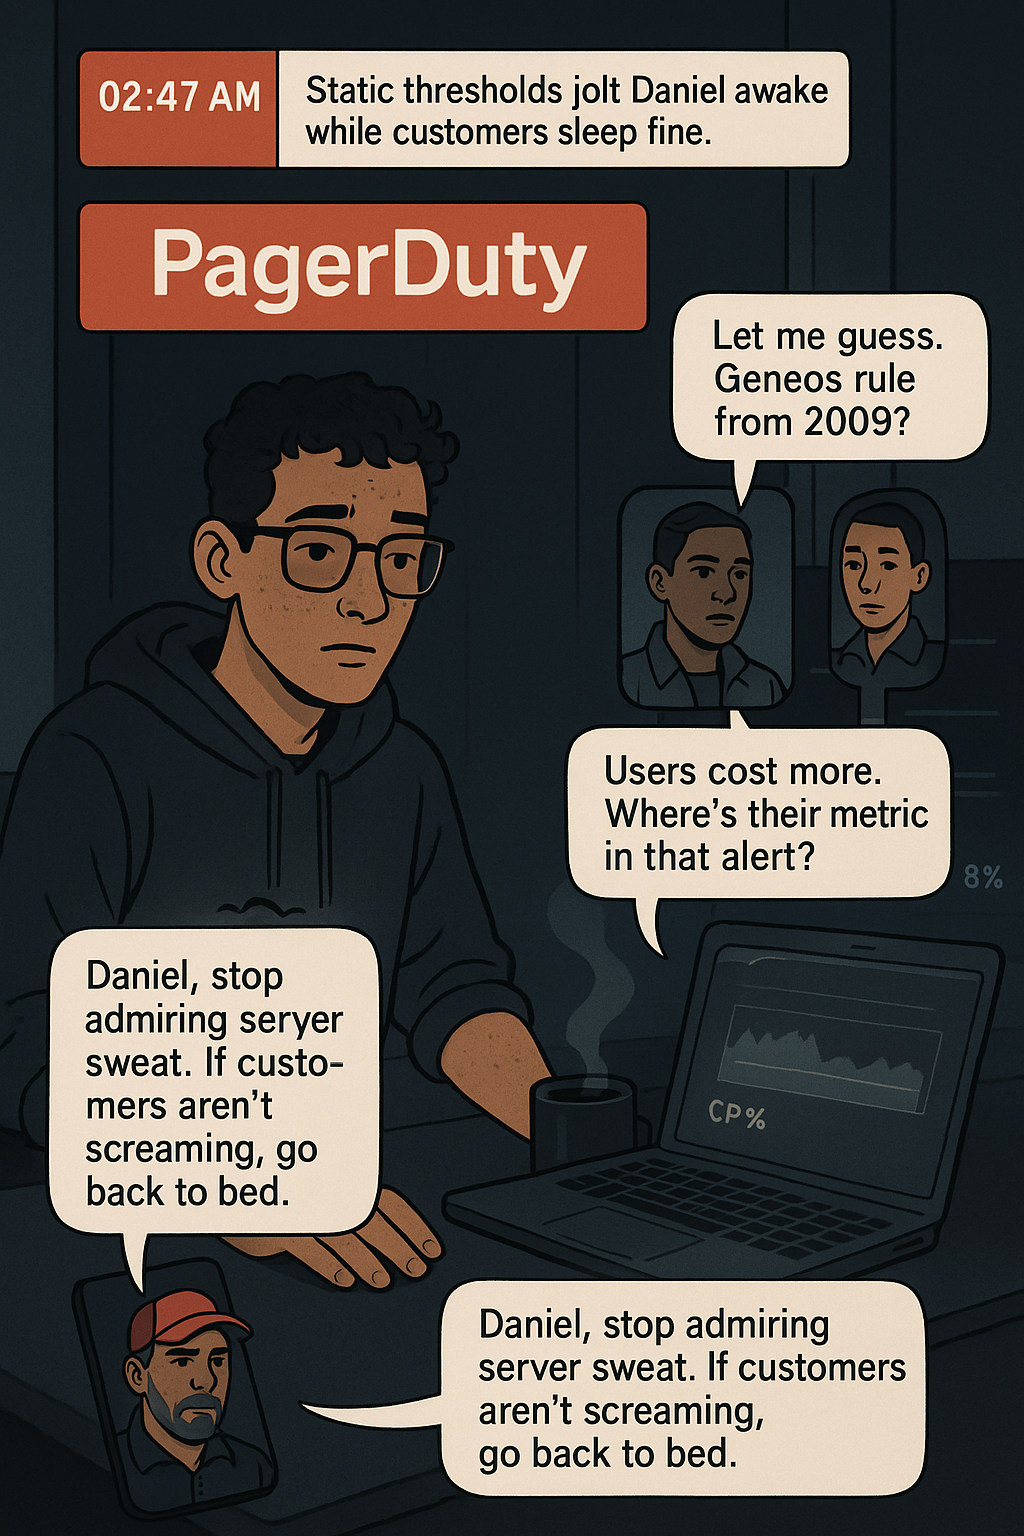 02:47 AM
Static thresholds jolt Daniel awake
while customers sleep fine.
PagerDuty
Let me guess.
Geneos rule
from 2009?
Users cost more.
Where's their metric
in that alert?
8%
Daniel, stop
admiring seryer
sweat. If custo-
mers aren't
screaming, go
back to bed.
CP%
Daniel, stop admiring
server sweat. If customers
aren't screaming,
go back to bed.